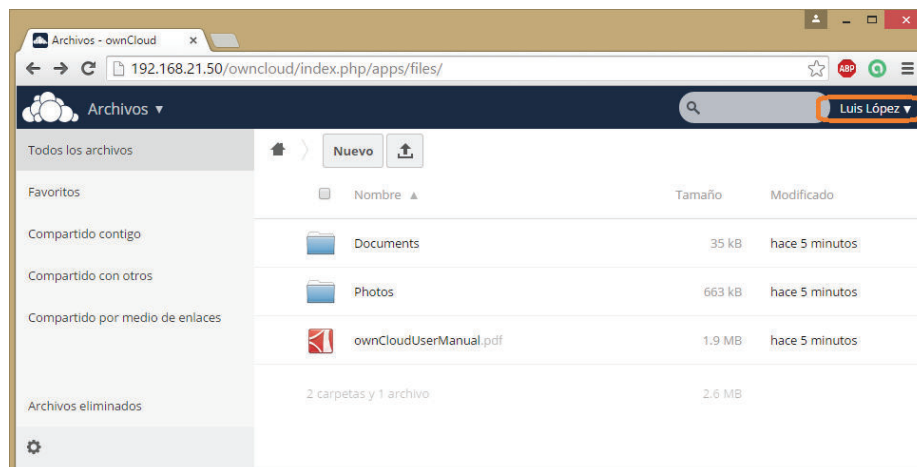 Archivos - ownCloud
192.168.21.50/owncloud/index.php/apps/files/
ABP
Archivos
Luis López
Todos los archivos
Nuevo
Favoritos
Nombre Tamaño Modificado
Compartido contigo
Documents 35 kB hace 5 minutos
Compartido con otros
Photos 663 kB hace 5 minutos
Compartido por medio de enlaces
ownCloudUserManual.pdf 1.9 MB hace 5 minutos
2 carpetas y 1 archivo 2.6 MB
Archivos eliminados